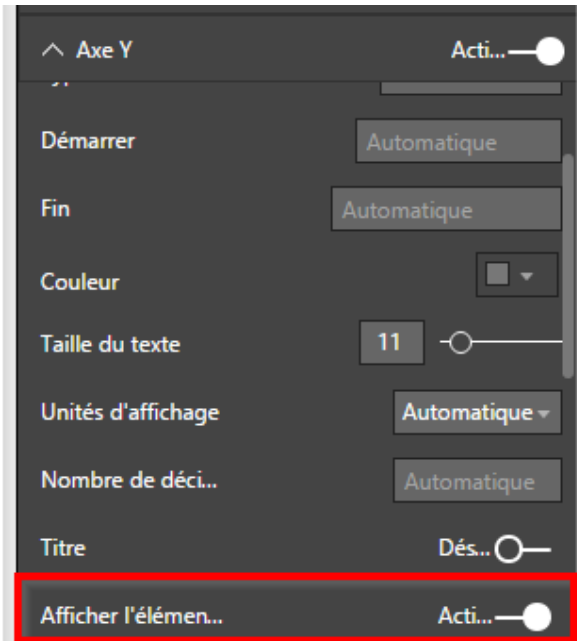 Axe Y Acti...
Démarrer Automatique
Fin Automatique
Couleur
Taille du texte 11
Unités d'affichage Automatique
Nombre de déci... Automatique
Titre Dés...
Afficher l'élémen... Acti...